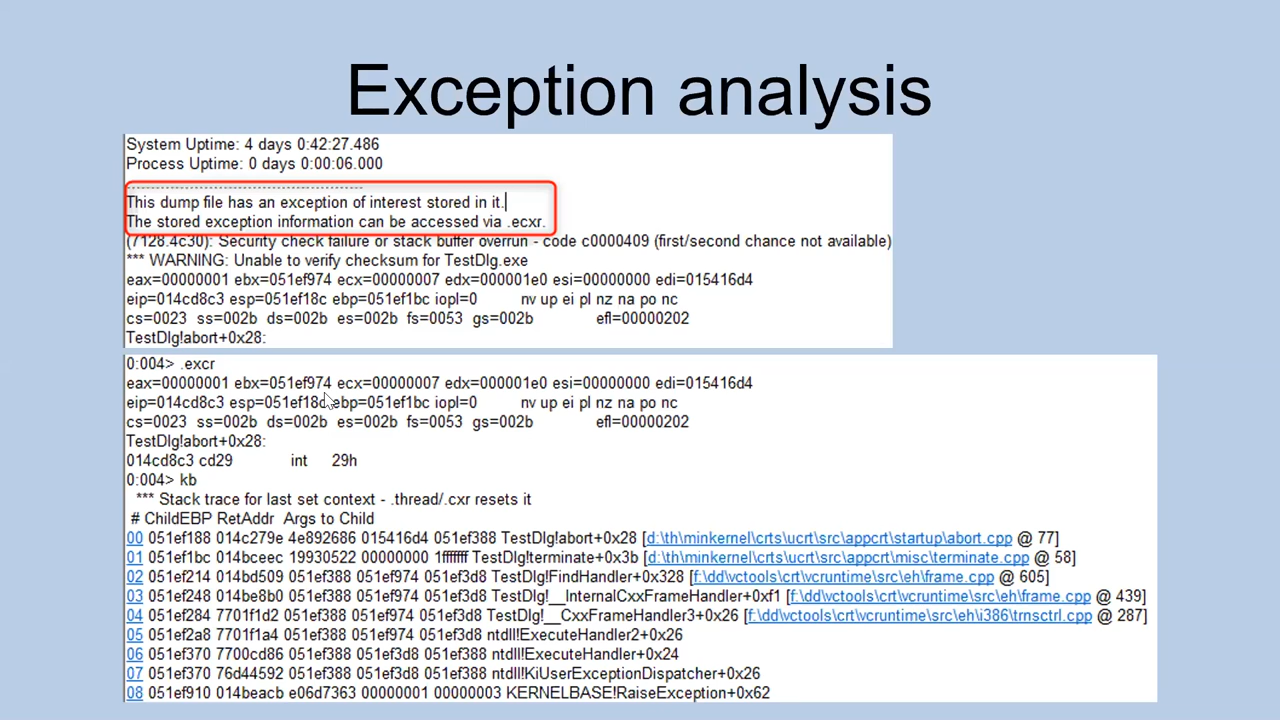 Exception analysis
System Uptime: 4 days 0:42:27.486
Process Uptime: 0 days 0:00:06.000
................................................
This dump file has an exception of interest stored in it.
The stored exception information can be accessed via .ecxr.
(7128.4c30): Security check failure or stack buffer overrun - code c0000409 (first/second chance not available)
*** WARNING: Unable to verify checksum for TestDlg.exe
eax=00000001 ebx=051ef974 ecx=00000007 edx=000001e0 esi=00000000 edi=015416d4
eip=014cd8c3 esp=051ef18c ebp=051ef1bc iopl=0 nv up ei pl nz na po nc
cs=0023 ss=002b ds=002b es=002b fs=0053 gs=002b efl=00000202
TestDlg!abort+0x28:
0:004> .excr
eax=00000001 ebx=051ef974 ecx=00000007 edx=000001e0 esi=00000000 edi=015416d4
eip=014cd8c3 esp=051ef18c ebp=051ef1bc iopl=0 nv up ei pl nz na po nc
cs=0023 ss=002b ds=002b es=002b fs=0053 gs=002b efl=00000202
TestDlg!abort+0x28:
014cd8c3 cd29 int 29h
0:004> kb
*** Stack trace for last set context - .thread/.cxr resets it
# ChildEBP RetAddr Args to Child
00 051ef188 014c279e 4e892686 015416d4 051ef388 TestDlg!abort+0x28 [d:\th\minkernel\crts\ucrt\src\appcrt\startup\abort.cpp @ 77]
01 051ef1bc 014bceec 19930522 00000000 1fffffff TestDlg!terminate+0x3b [d:\th\minkernel\crts\ucrt\src\appcrt\misc\terminate.cpp @ 58]
02 051ef214 014bd509 051ef388 051ef974 051ef3d8 TestDlg!FindHandler+0x328 [f:\dd\vctools\crt\vcruntime\src\eh\frame.cpp @ 605]
03 051ef248 014be8b0 051ef388 051ef974 051ef3d8 TestDlg!__InternalCxxFrameHandler+0xf1 [f:\dd\vctools\crt\vcruntime\src\eh\frame.cpp @ 439]
04 051ef284 7701f1d2 051ef388 051ef974 051ef3d8 TestDlg!__CxxFrameHandler3+0x26 [f:\dd\vctools\crt\vcruntime\src\eh\i386\trnsctrl.cpp @ 287]
05 051ef2a8 7701f1a4 051ef388 051ef974 051ef3d8 ntdll!ExecuteHandler2+0x26
06 051ef370 7700cd86 051ef388 051ef3d8 051ef388 ntdll!ExecuteHandler+0x24
07 051ef370 76d44592 051ef388 051ef3d8 051ef388 ntdll!KiUserExceptionDispatcher+0x26
08 051ef910 014beacb e06d7363 00000001 00000003 KERNELBASE!RaiseException+0x62